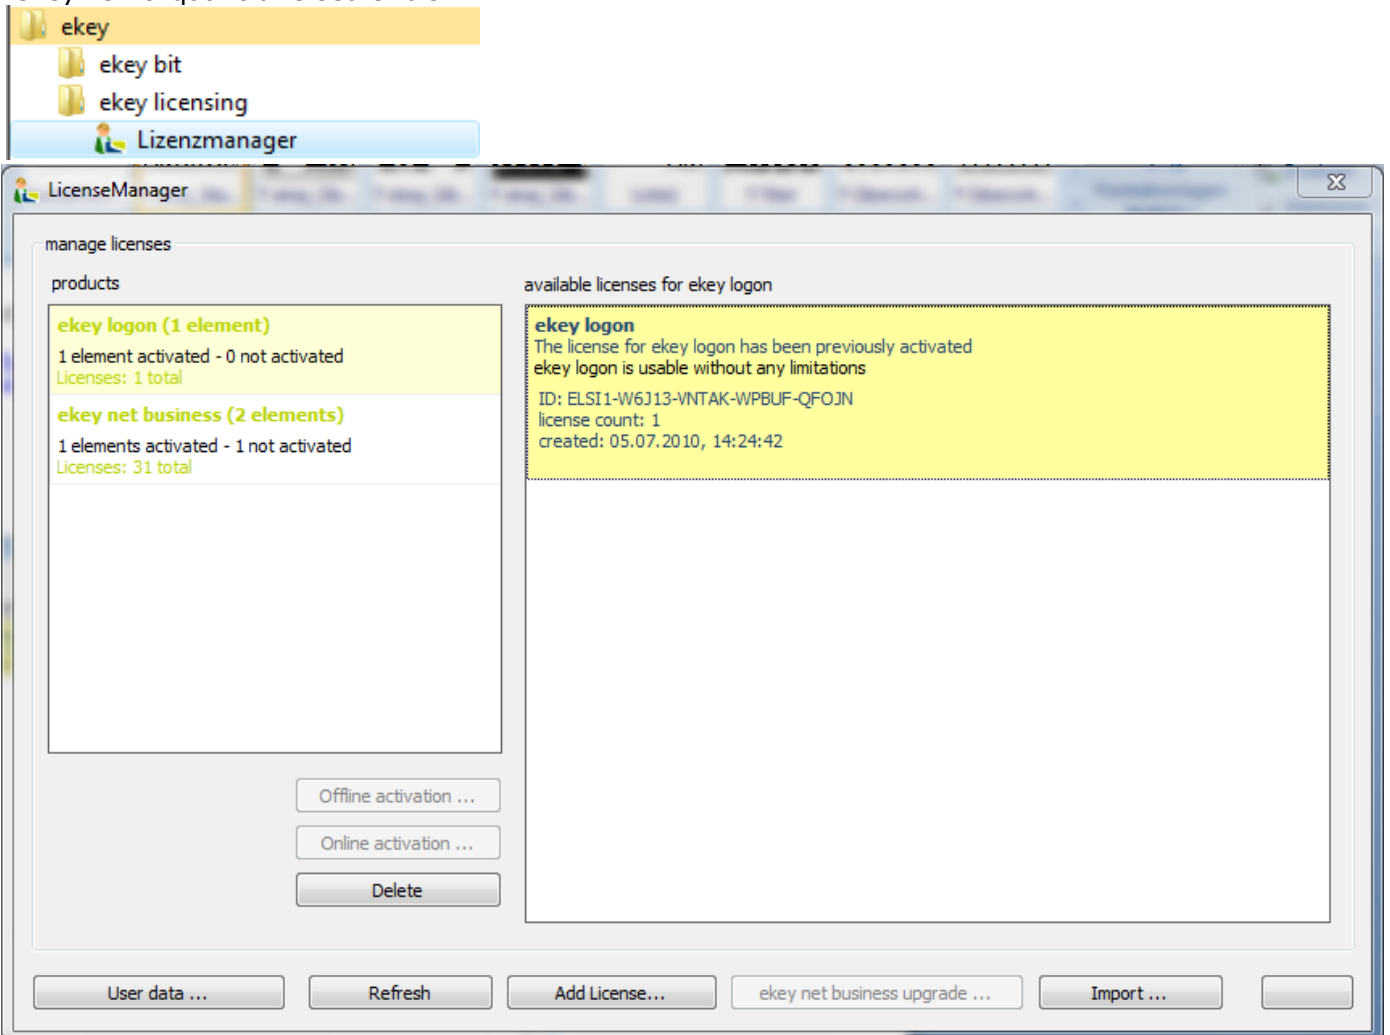 ekey
ekey bit
ekey licensing
Lizenzmanager
LicenseManager
manage licenses
products
available licenses for ekey logon
ekey logon (1 element)
1 element activated - 0 not activated
Licenses: 1 total
ekey net business (2 elements)
1 elements activated - 1 not activated
Licenses: 31 total
ekey logon
The license for ekey logon has been previously activated
ekey logon is usable without any limitations
ID: ELSI1-W6J13-VNTAK-WPBUF-QFOJN
license count: 1
created: 05.07.2010, 14:24:42
Offline activation ...
Online activation ...
Delete
User data ...
Refresh
Add License...
ekey net business upgrade ...
Import ...